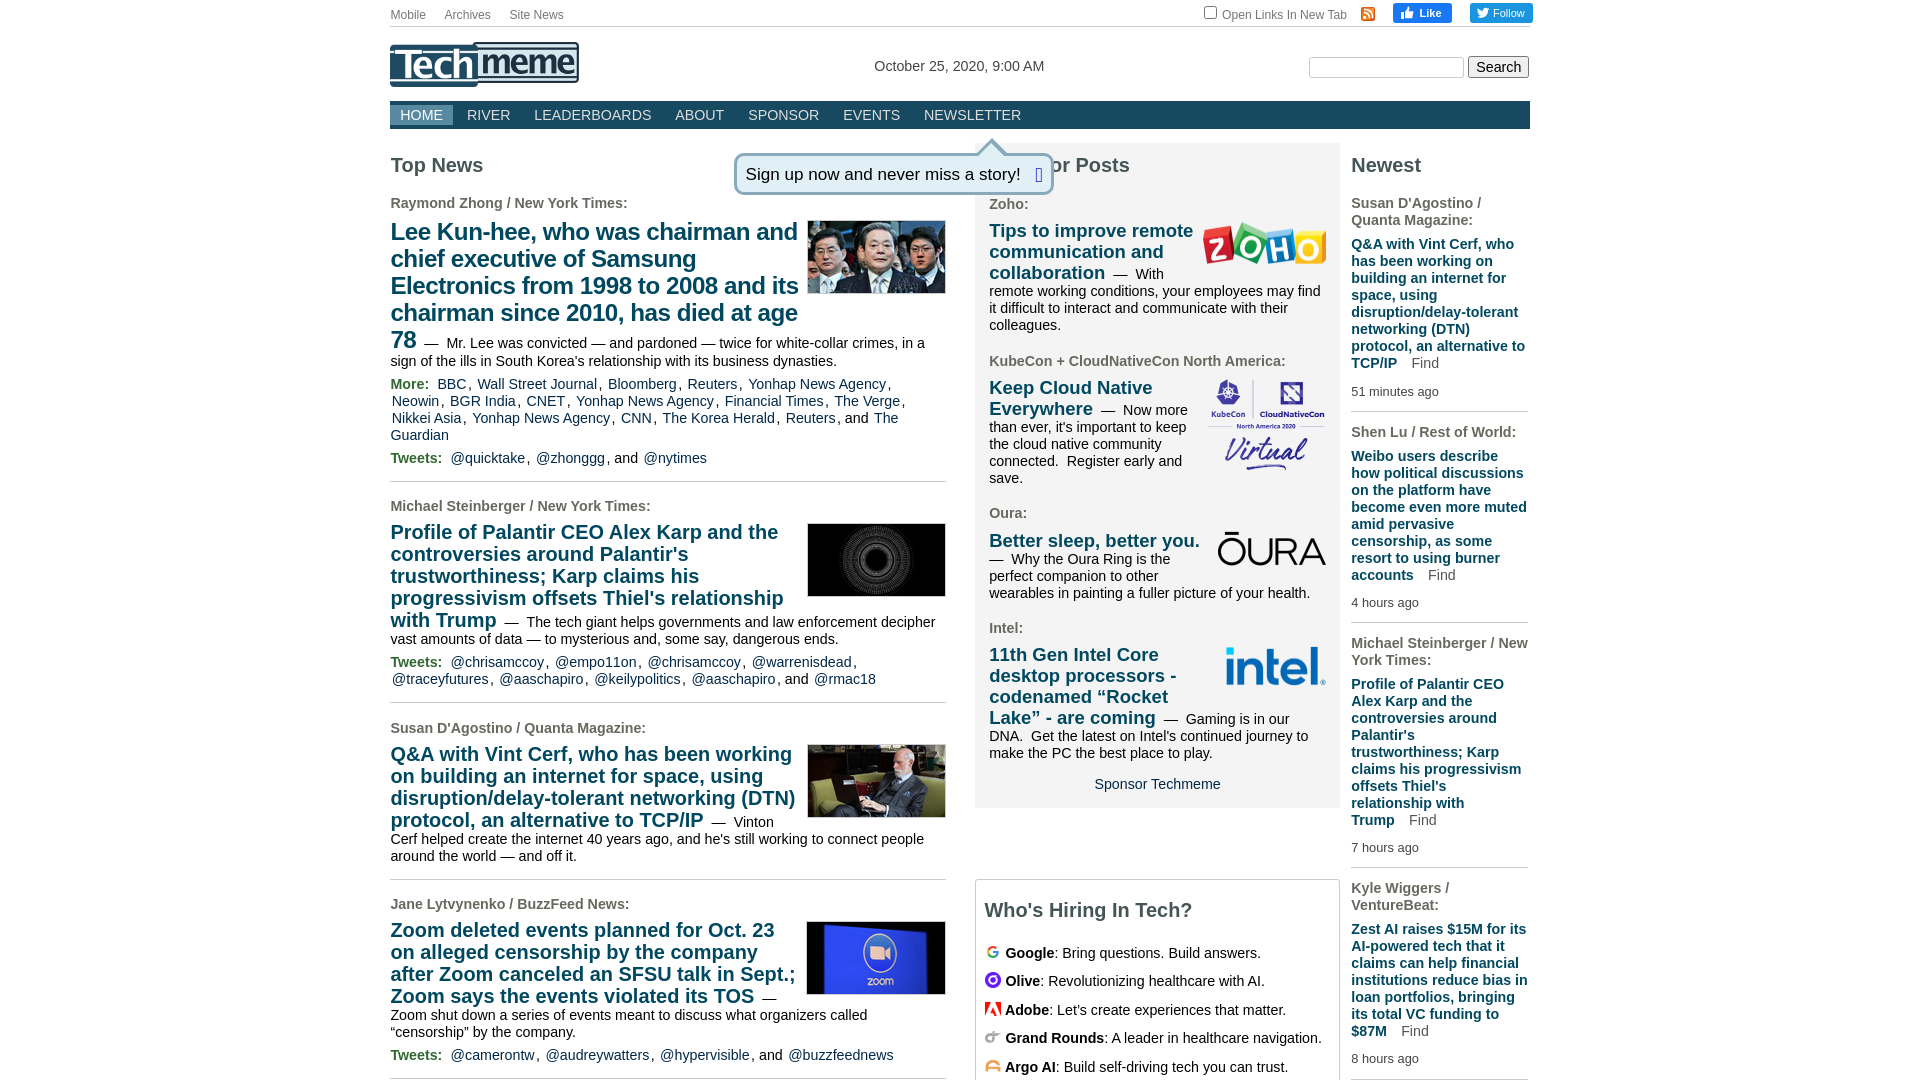 Mobile Archives Site News
Open Links In New Tab Like Follow
Techmeme
October 25, 2020, 9:00 AM
Search
HOME RIVER LEADERBOARDS ABOUT SPONSOR EVENTS NEWSLETTER
Sign up now and never miss a story!
Top News
Raymond Zhong / New York Times:
Lee Kun-hee, who was chairman and
chief executive of Samsung
Electronics from 1998 to 2008 and its
chairman since 2010, has died at age
78 — Mr. Lee was convicted — and pardoned — twice for white-collar crimes, in a
sign of the ills in South Korea's relationship with its business dynasties.
More: BBC, Wall Street Journal, Bloomberg, Reuters, Yonhap News Agency,
Neowin, BGR India, CNET, Yonhap News Agency, Financial Times, The Verge,
Nikkei Asia, Yonhap News Agency, CNN, The Korea Herald, Reuters, and The
Guardian
Tweets: @quicktake, @zhonggg, and @nytimes
Michael Steinberger / New York Times:
Profile of Palantir CEO Alex Karp and the
controversies around Palantir's
trustworthiness; Karp claims his
progressivism offsets Thiel's relationship
with Trump — The tech giant helps governments and law enforcement decipher
vast amounts of data — to mysterious and, some say, dangerous ends.
Tweets: @chrisamccoy, @empo11on, @chrisamccoy, @warrenisdead,
@traceyfutures, @aaschapiro, @keilypolitics, @aaschapiro, and @rmac18
Susan D'Agostino / Quanta Magazine:
Q&A with Vint Cerf, who has been working
on building an internet for space, using
disruption/delay-tolerant networking (DTN)
protocol, an alternative to TCP/IP — Vinton
Cerf helped create the internet 40 years ago, and he's still working to connect people
around the world — and off it.
Jane Lytvynenko / BuzzFeed News:
Zoom deleted events planned for Oct. 23
on alleged censorship by the company
after Zoom canceled an SFSU talk in Sept.;
Zoom says the events violated its TOS —
Zoom shut down a series of events meant to discuss what organizers called
“censorship” by the company.
zoom
Tweets: @camerontw, @audreywatters, @hypervisible, and @buzzfeednews
or Posts
Zoho:
Tips to improve remote
communication and
collaboration — With
remote working conditions, your employees may find
it difficult to interact and communicate with their
colleagues.
ZOHO
KubeCon + CloudNativeCon North America:
Keep Cloud Native
Everywhere — Now more
than ever, it's important to keep
the cloud native community
connected. Register early and
save.
KubeCon CloudNativeCon
North America 2020
Virtual
Oura:
Better sleep, better you.
— Why the Oura Ring is the
perfect companion to other
wearables in painting a fuller picture of your health.
ŌURA
Intel:
11th Gen Intel Core
desktop processors -
codenamed “Rocket
Lake” - are coming — Gaming is in our
DNA. Get the latest on Intel's continued journey to
make the PC the best place to play.
intel.
Sponsor Techmeme
Who's Hiring In Tech?
Google: Bring questions. Build answers.
Olive: Revolutionizing healthcare with AI.
Adobe: Let’s create experiences that matter.
Grand Rounds: A leader in healthcare navigation.
Argo AI: Build self-driving tech you can trust.
Newest
Susan D'Agostino /
Quanta Magazine:
Q&A with Vint Cerf, who
has been working on
building an internet for
space, using
disruption/delay-tolerant
networking (DTN)
protocol, an alternative to
TCP/IP Find
51 minutes ago
Shen Lu / Rest of World:
Weibo users describe
how political discussions
on the platform have
become even more muted
amid pervasive
censorship, as some
resort to using burner
accounts Find
4 hours ago
Michael Steinberger / New
York Times:
Profile of Palantir CEO
Alex Karp and the
controversies around
Palantir's
trustworthiness; Karp
claims his progressivism
offsets Thiel's
relationship with
Trump Find
7 hours ago
Kyle Wiggers /
VentureBeat:
Zest AI raises $15M for its
AI-powered tech that it
claims can help financial
institutions reduce bias in
loan portfolios, bringing
its total VC funding to
$87M Find
8 hours ago